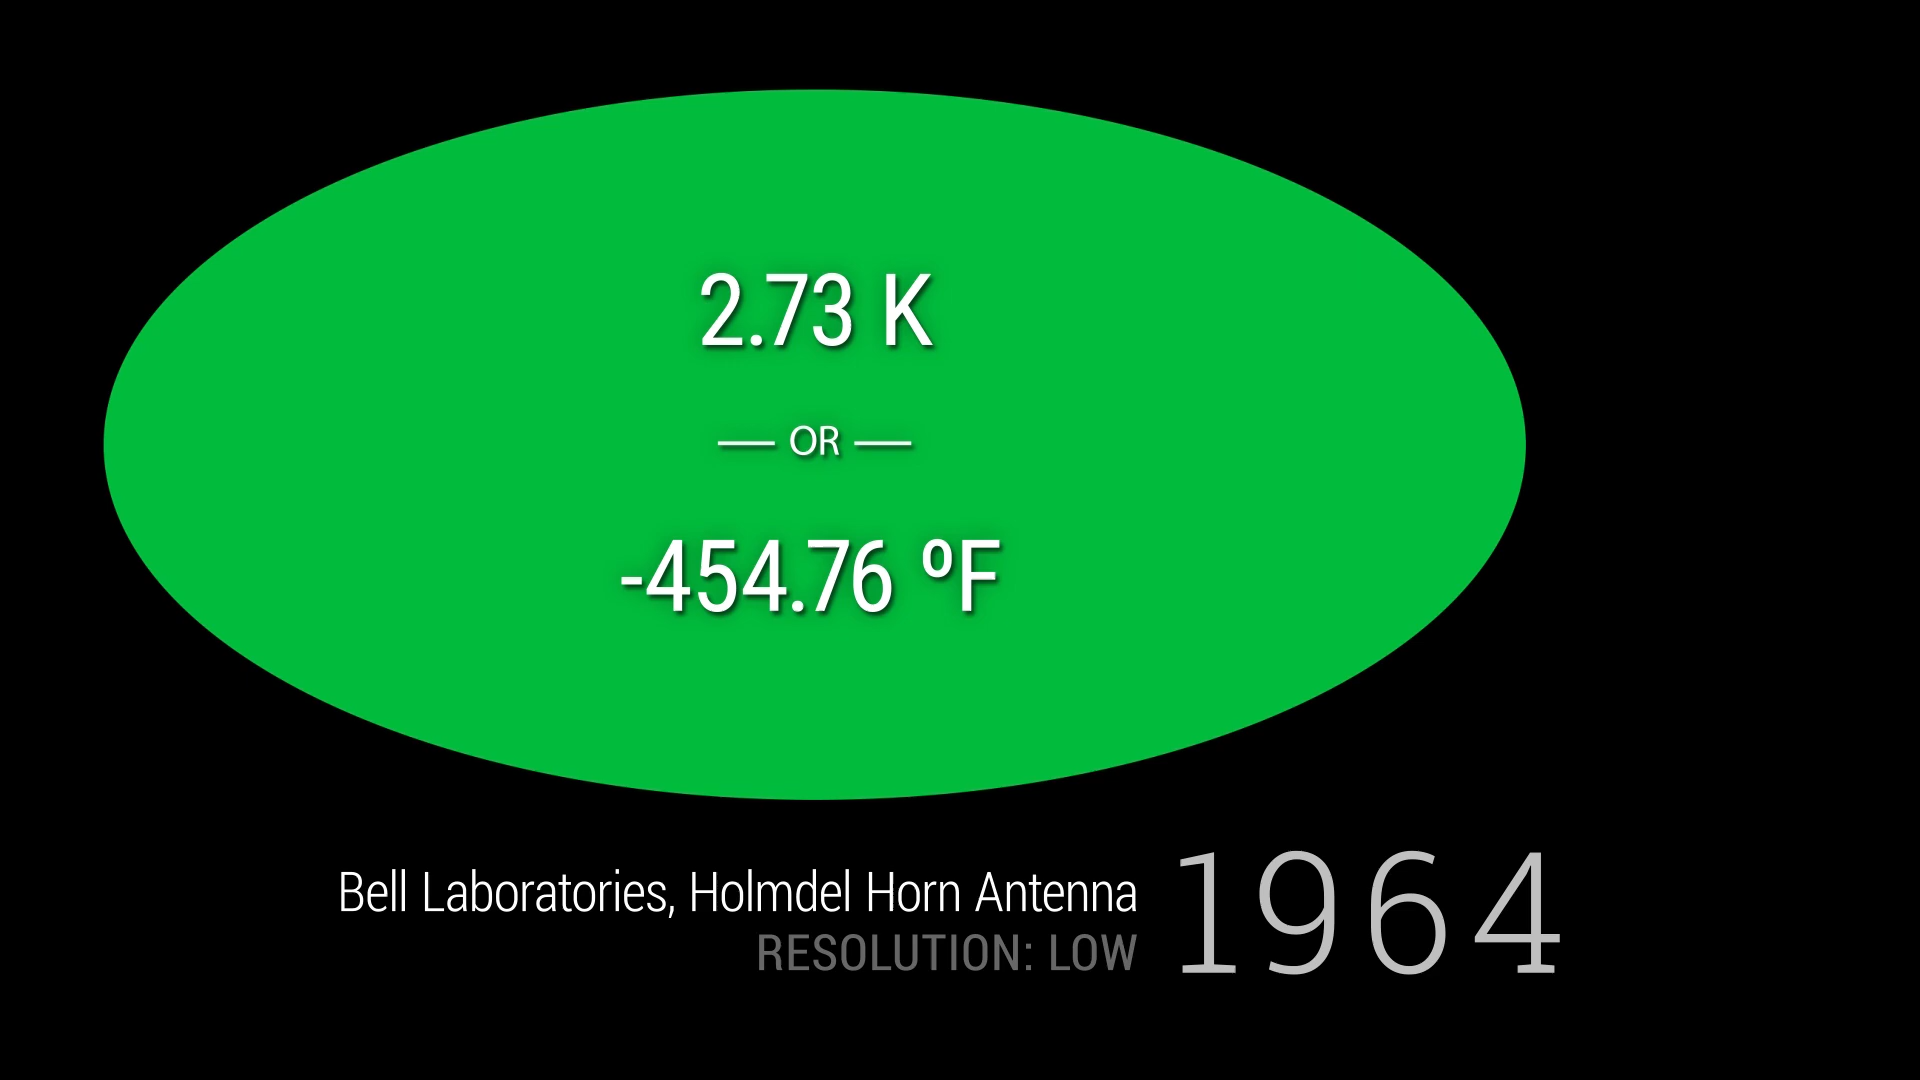 2.73 K
— OR —
-454.76 ºF
Bell Laboratories, Holmdel Horn Antenna
RESOLUTION: LOW
1964